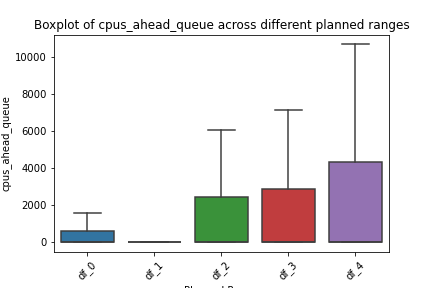 Boxplot of cpus_ahead_queue across different planned ranges
cpus_ahead_queue
10000
8000
6000
4000
2000
0
df_0
df_1
df_2
df_3
df_4